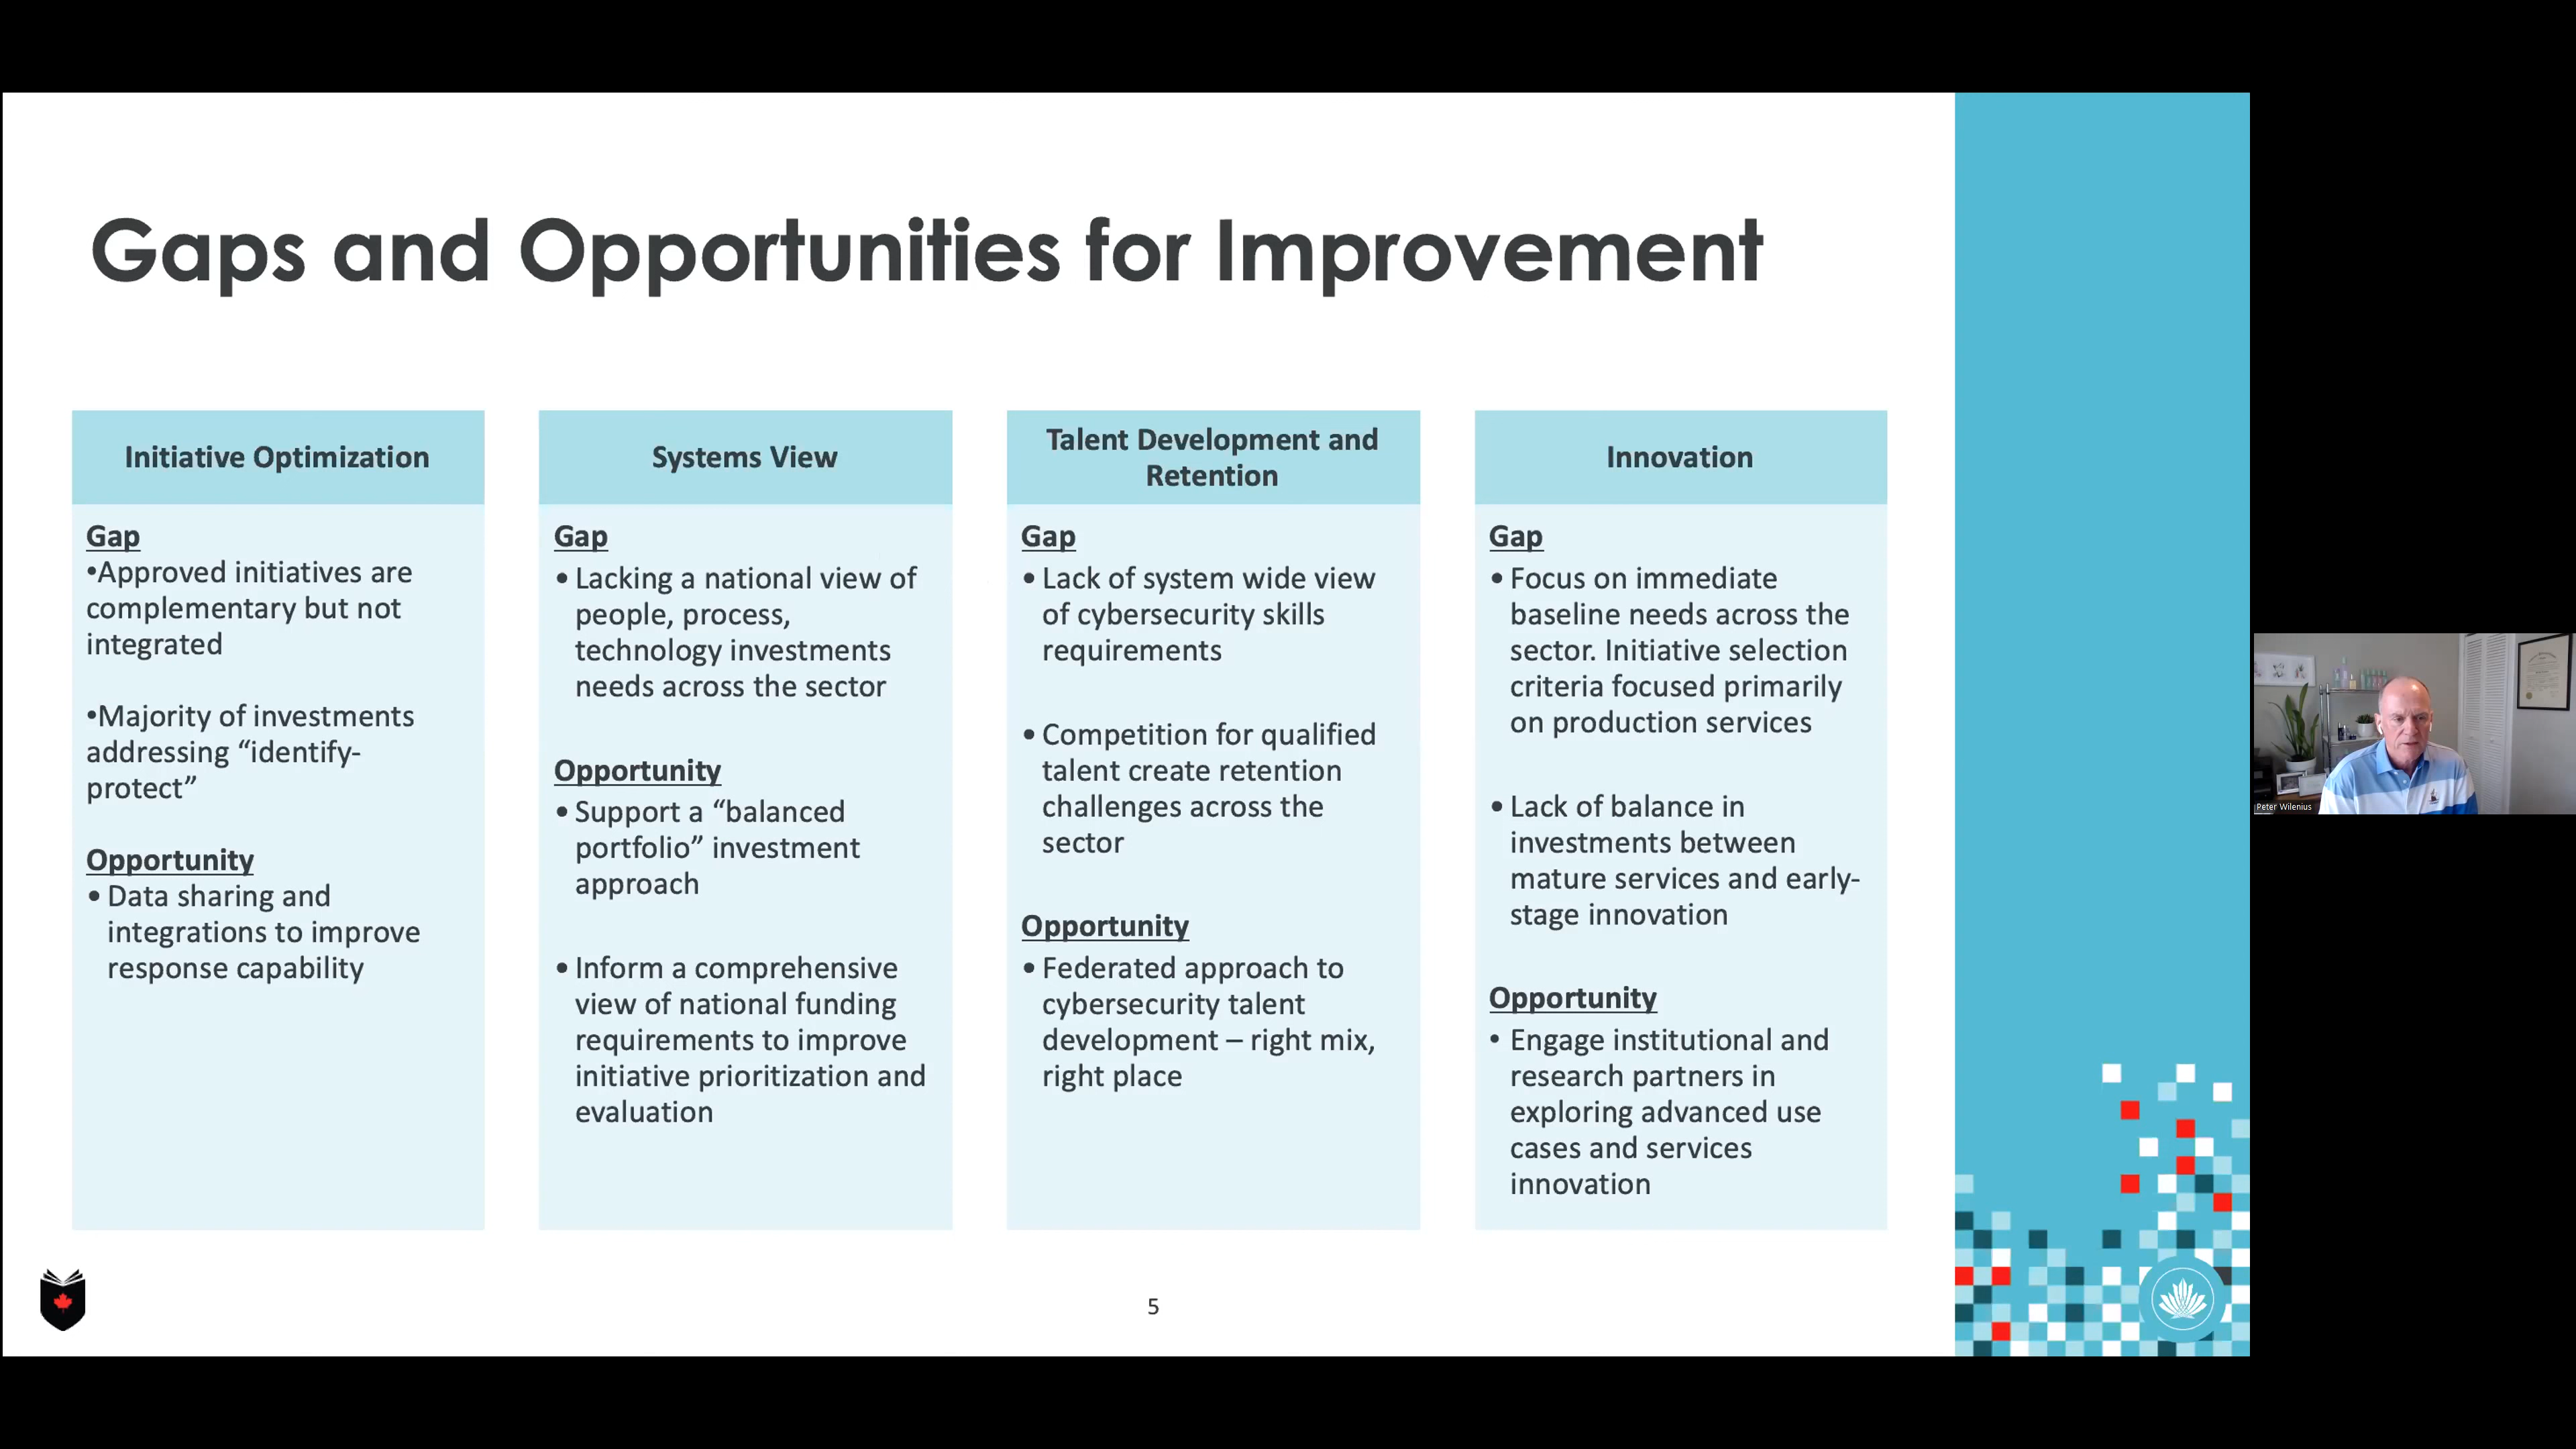 Gaps and Opportunities for Improvement
Initiative Optimization
Gap
•Approved initiatives are
complementary but not
integrated
•Majority of investments
addressing “identify-
protect”
Opportunity
• Data sharing and
integrations to improve
response capability
Systems View
Gap
• Lacking a national view of
people, process,
technology investments
needs across the sector
Opportunity
• Support a “balanced
portfolio” investment
approach
• Inform a comprehensive
view of national funding
requirements to improve
initiative prioritization and
evaluation
Talent Development and
Retention
Gap
• Lack of system wide view
of cybersecurity skills
requirements
• Competition for qualified
talent create retention
challenges across the
sector
Opportunity
• Federated approach to
cybersecurity talent
development – right mix,
right place
Innovation
Gap
• Focus on immediate
baseline needs across the
sector. Initiative selection
criteria focused primarily
on production services
• Lack of balance in
investments between
mature services and early-
stage innovation
Opportunity
• Engage institutional and
research partners in
exploring advanced use
cases and services
innovation
5
Peter Wilenius